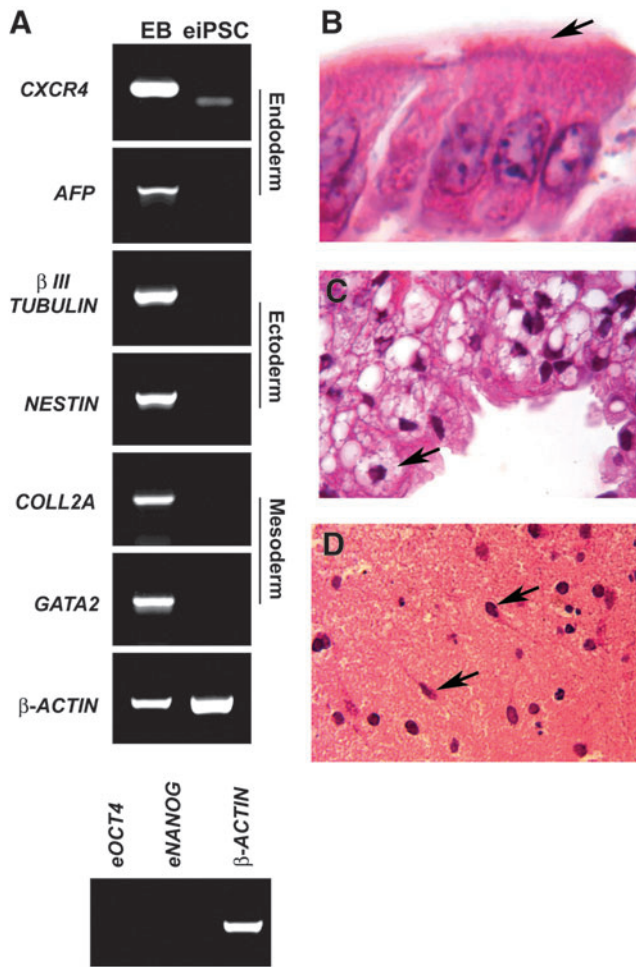 A
EB eiPSC
CXCR4
AFP
Endoderm
β III
TUBULIN
NESTIN
Ectoderm
COLL2A
GATA2
Mesoderm
β-ACTIN
eOCT4
eNANOG
β-ACTIN
B
C
D